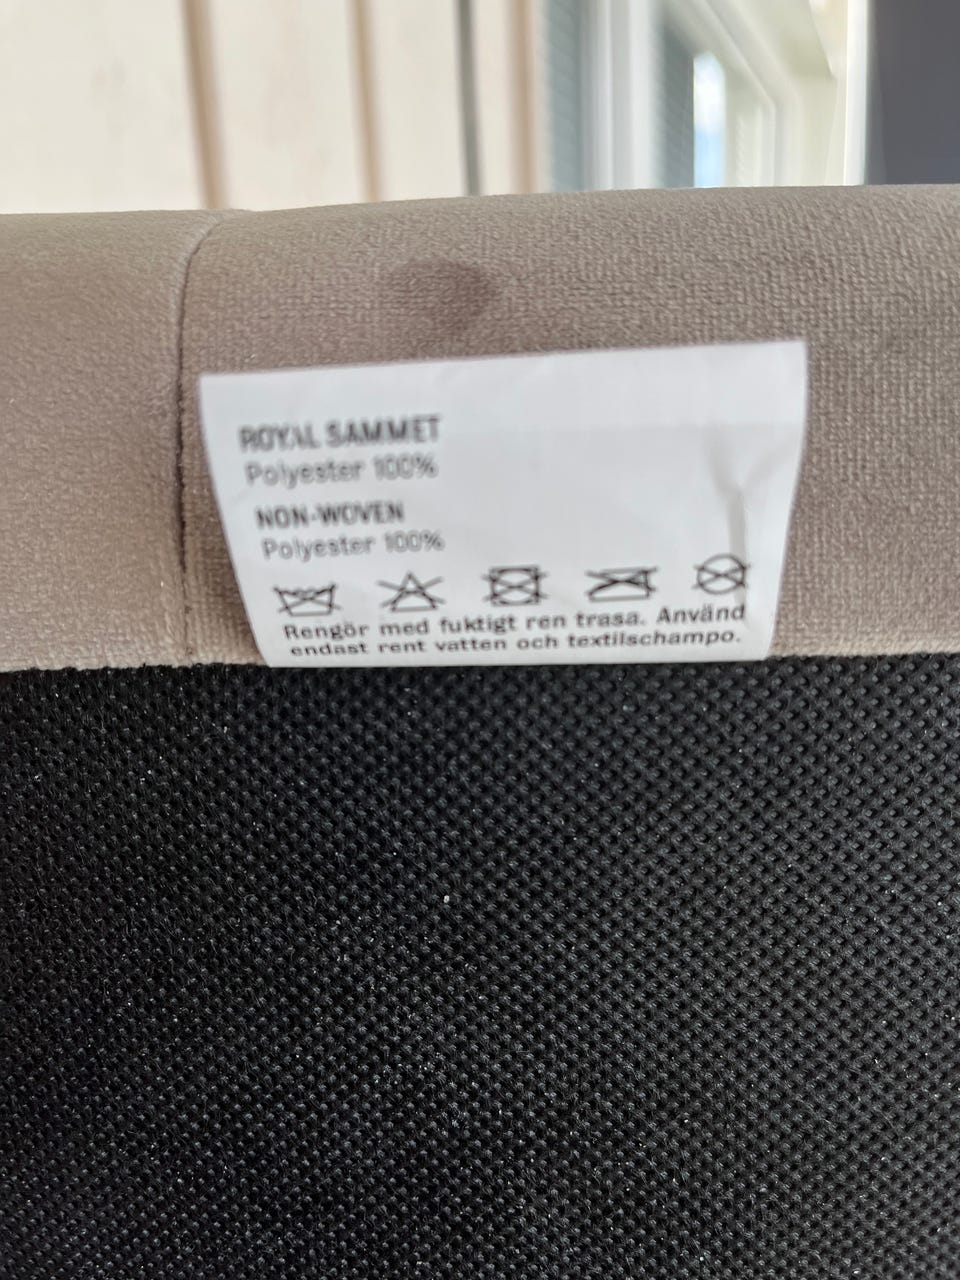 ROYAL SAMMET
Polyester 100%
NON-WOVEN
Polyester 100%
Rengör med fuktigt ren trasa. Använd
endast rent vatten och textilschampo.